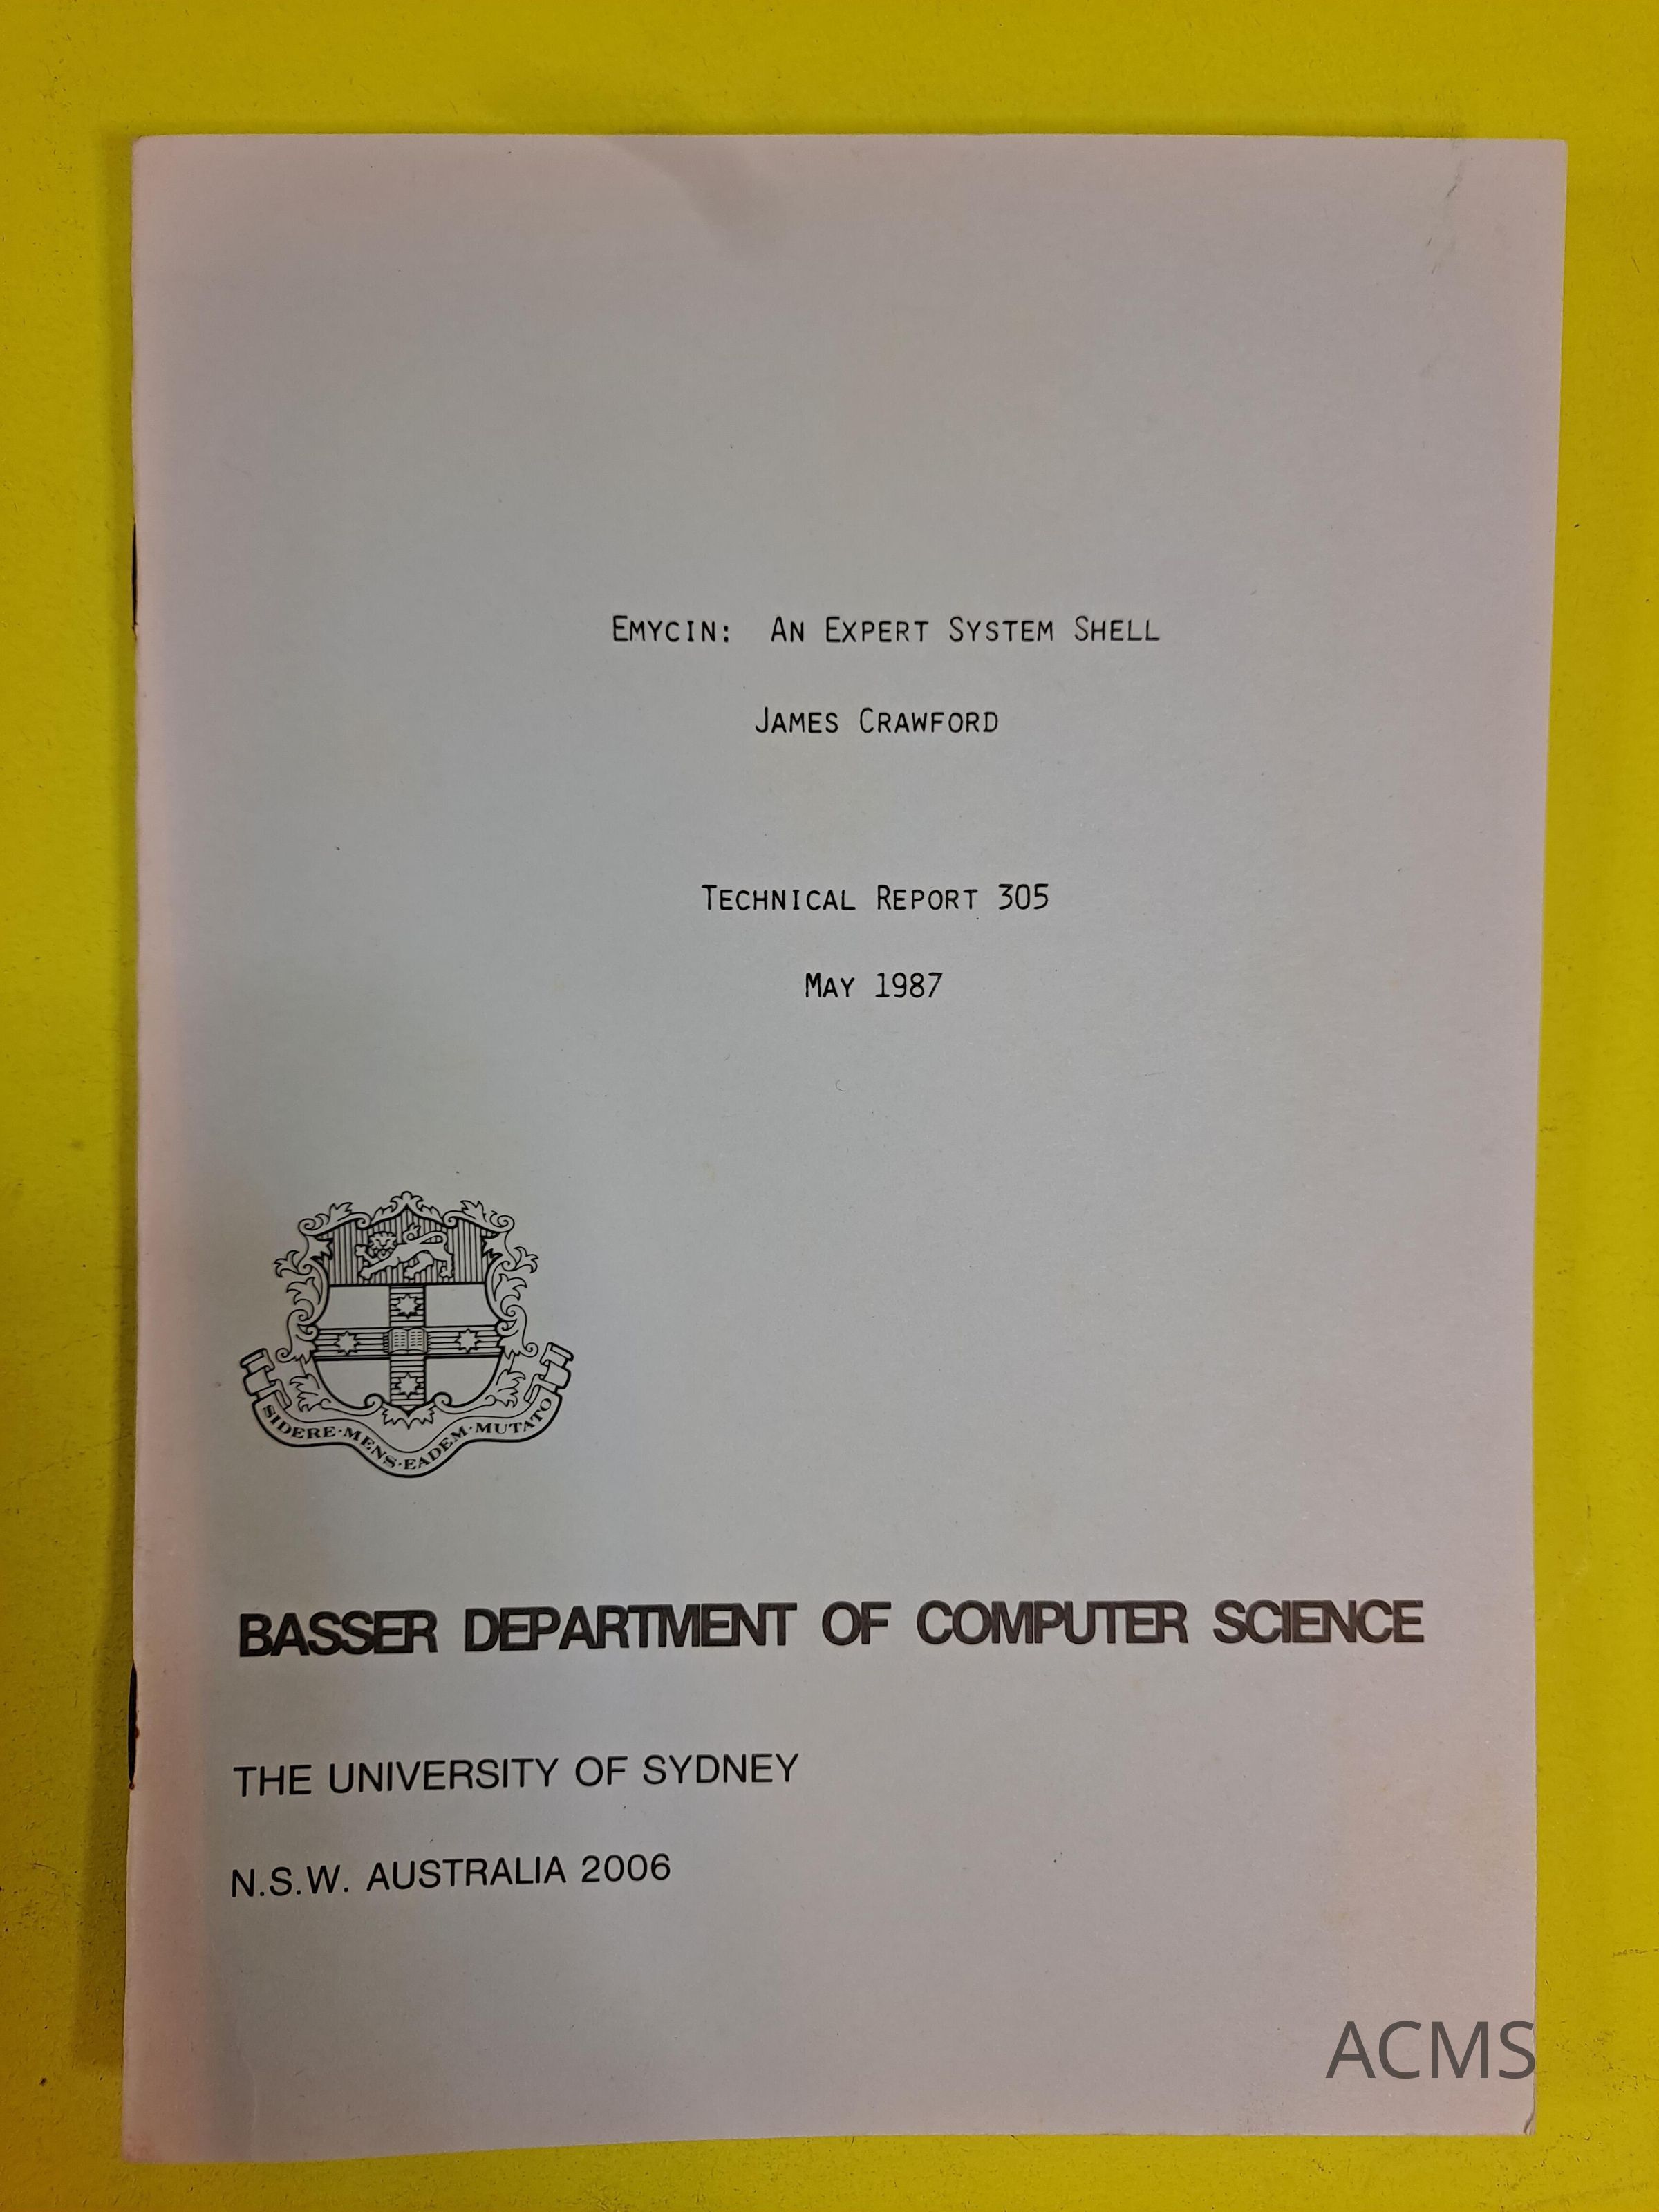 EMYCIN: AN EXPERT SYSTEM SHELL
JAMES CRAWFORD
TECHNICAL REPORT 305
MAY 1987
SIDERE·MENS·EADEM·MUTATO
BASSER DEPARTMENT OF COMPUTER SCIENCE
THE UNIVERSITY OF SYDNEY
N.S.W. AUSTRALIA 2006
ACMS